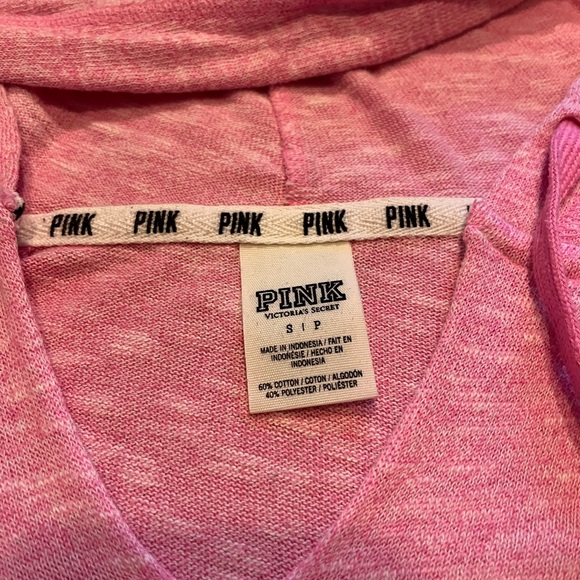 PINK PINK PINK PINK PINK
PINK
VICTORIA'S SECRET
S | P
MADE IN INDONESIA / FAIT EN
INDONÉSIE / HECHO EN
INDONESIA
60% COTTON / COTON / ALGODÓN
40% POLYESTER / POLIÉSTER